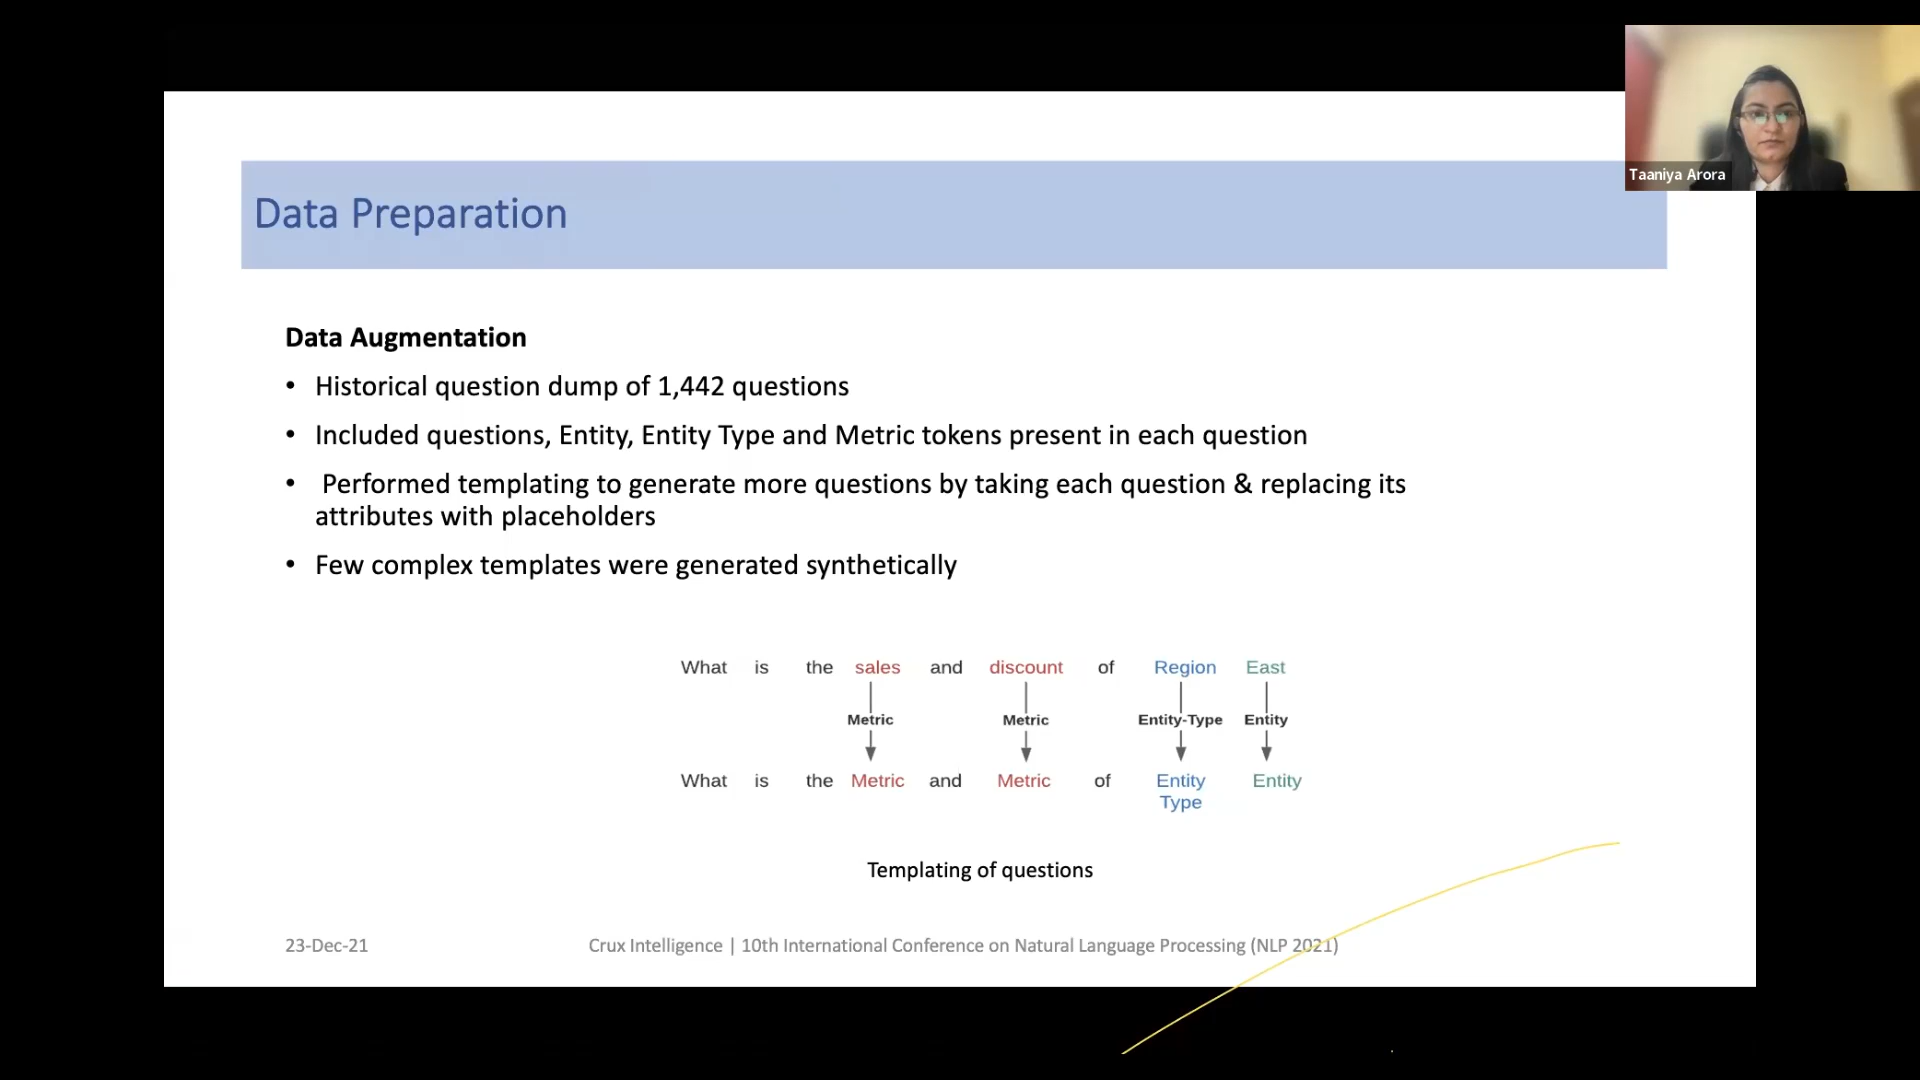 Taaniya Arora
Data Preparation
Data Augmentation
• Historical question dump of 1,442 questions
• Included questions, Entity, Entity Type and Metric tokens present in each question
• Performed templating to generate more questions by taking each question & replacing its
attributes with placeholders
• Few complex templates were generated synthetically
What is the sales and discount of Region East
Metric Metric Entity-Type Entity
What is the Metric and Metric of Entity Entity
Type
Templating of questions
23-Dec-21 Crux Intelligence | 10th International Conference on Natural Language Processing (NLP 2021)